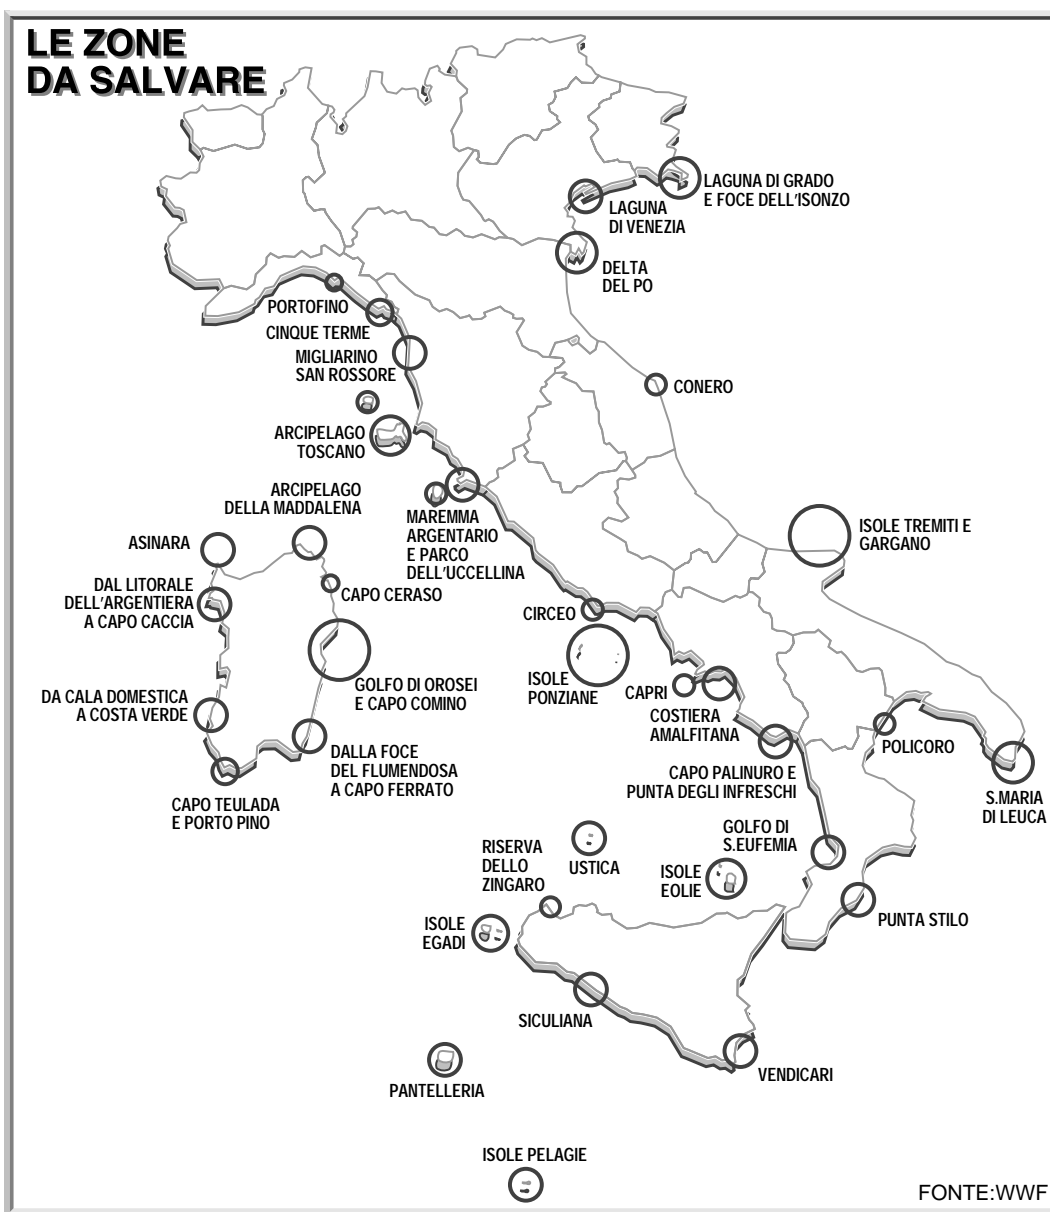 LE ZONE
DA SALVARE
LAGUNA DI GRADO
E FOCE DELL'ISONZO
LAGUNA
DI VENEZIA
DELTA
DEL PO
PORTOFINO
CINQUE TERME
MIGLIARINO
SAN ROSSORE
CONERO
ARCIPELAGO
TOSCANO
ARCIPELAGO
DELLA MADDALENA
MAREMMA
ARGENTARIO
E PARCO
DELL'UCCELLINA
ISOLE TREMITI E
GARGANO
ASINARA
DAL LITORALE
DELL'ARGENTIERA
A CAPO CACCIA
CAPO CERASO
CIRCEO
ISOLE
PONZIANE
GOLFO DI OROSEI
E CAPO COMINO
CAPRI
COSTIERA
AMALFITANA
DA CALA DOMESTICA
A COSTA VERDE
POLICORO
DALLA FOCE
DEL FLUMENDOSA
A CAPO FERRATO
CAPO PALINURO E
PUNTA DEGLI INFRESCHI
S.MARIA
DI LEUCA
CAPO TEULADA
E PORTO PINO
GOLFO DI
S.EUFEMIA
RISERVA
DELLO
ZINGARO
USTICA
ISOLE
EOLIE
PUNTA STILO
ISOLE
EGADI
SICULIANA
VENDICARI
PANTELLERIA
ISOLE PELAGIE
FONTE:WWF